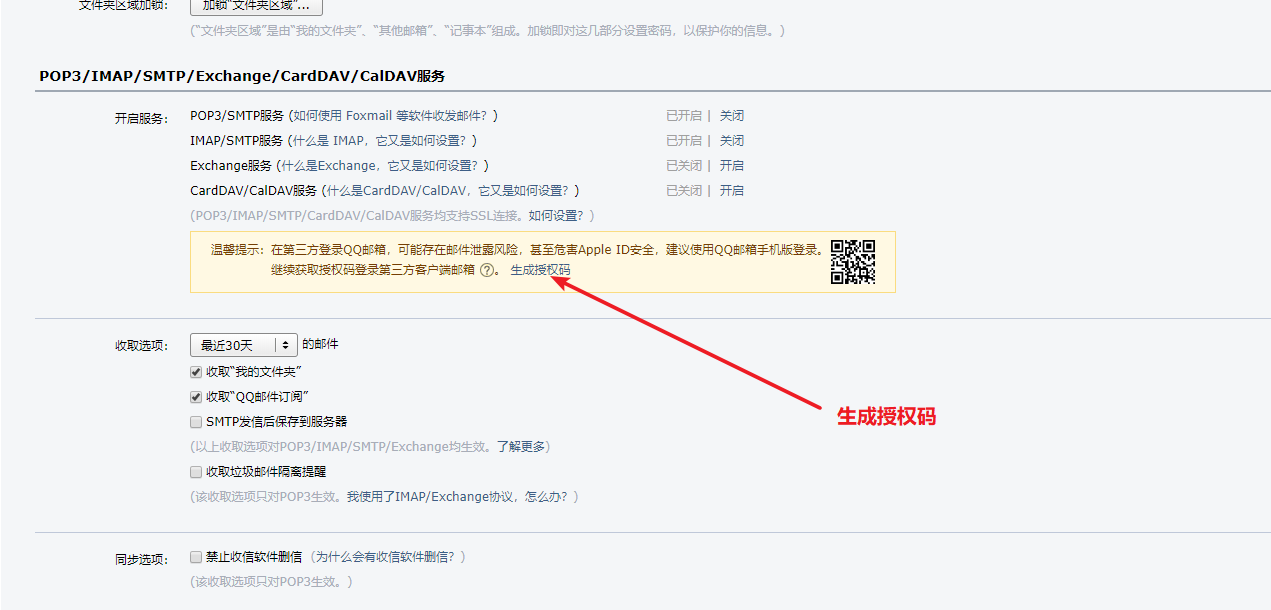 文件夹区域加锁： 加锁“文件夹区域”...
(“文件夹区域”是由“我的文件夹”、“其他邮箱”、“记事本”组成。加锁即对这几部分设置密码，以保护你的信息。)
POP3/IMAP/SMTP/Exchange/CardDAV/CalDAV服务
开启服务： POP3/SMTP服务 (如何使用 Foxmail 等软件收发邮件？) 已开启 | 关闭
IMAP/SMTP服务 (什么是 IMAP，它又是如何设置？) 已开启 | 关闭
Exchange服务 (什么是Exchange，它又是如何设置？) 已关闭 | 开启
CardDAV/CalDAV服务 (什么是CardDAV/CalDAV，它又是如何设置？) 已关闭 | 开启
(POP3/IMAP/SMTP/CardDAV/CalDAV服务均支持SSL连接。如何设置？)
温馨提示：在第三方登录QQ邮箱，可能存在邮件泄露风险，甚至危害Apple ID安全，建议使用QQ邮箱手机版登录。
继续获取授权码登录第三方客户端邮箱 ?。 生成授权码
收取选项： 最近30天 的邮件
收取“我的文件夹”
收取“QQ邮件订阅”
SMTP发信后保存到服务器
生成授权码
(以上收取选项对POP3/IMAP/SMTP/Exchange均生效。了解更多)
收取垃圾邮件隔离提醒
(该收取选项只对POP3生效。我使用了IMAP/Exchange协议，怎么办？)
同步选项： 禁止收信软件删信 (为什么会有收信软件删信？)
(该收取选项只对POP3生效。)